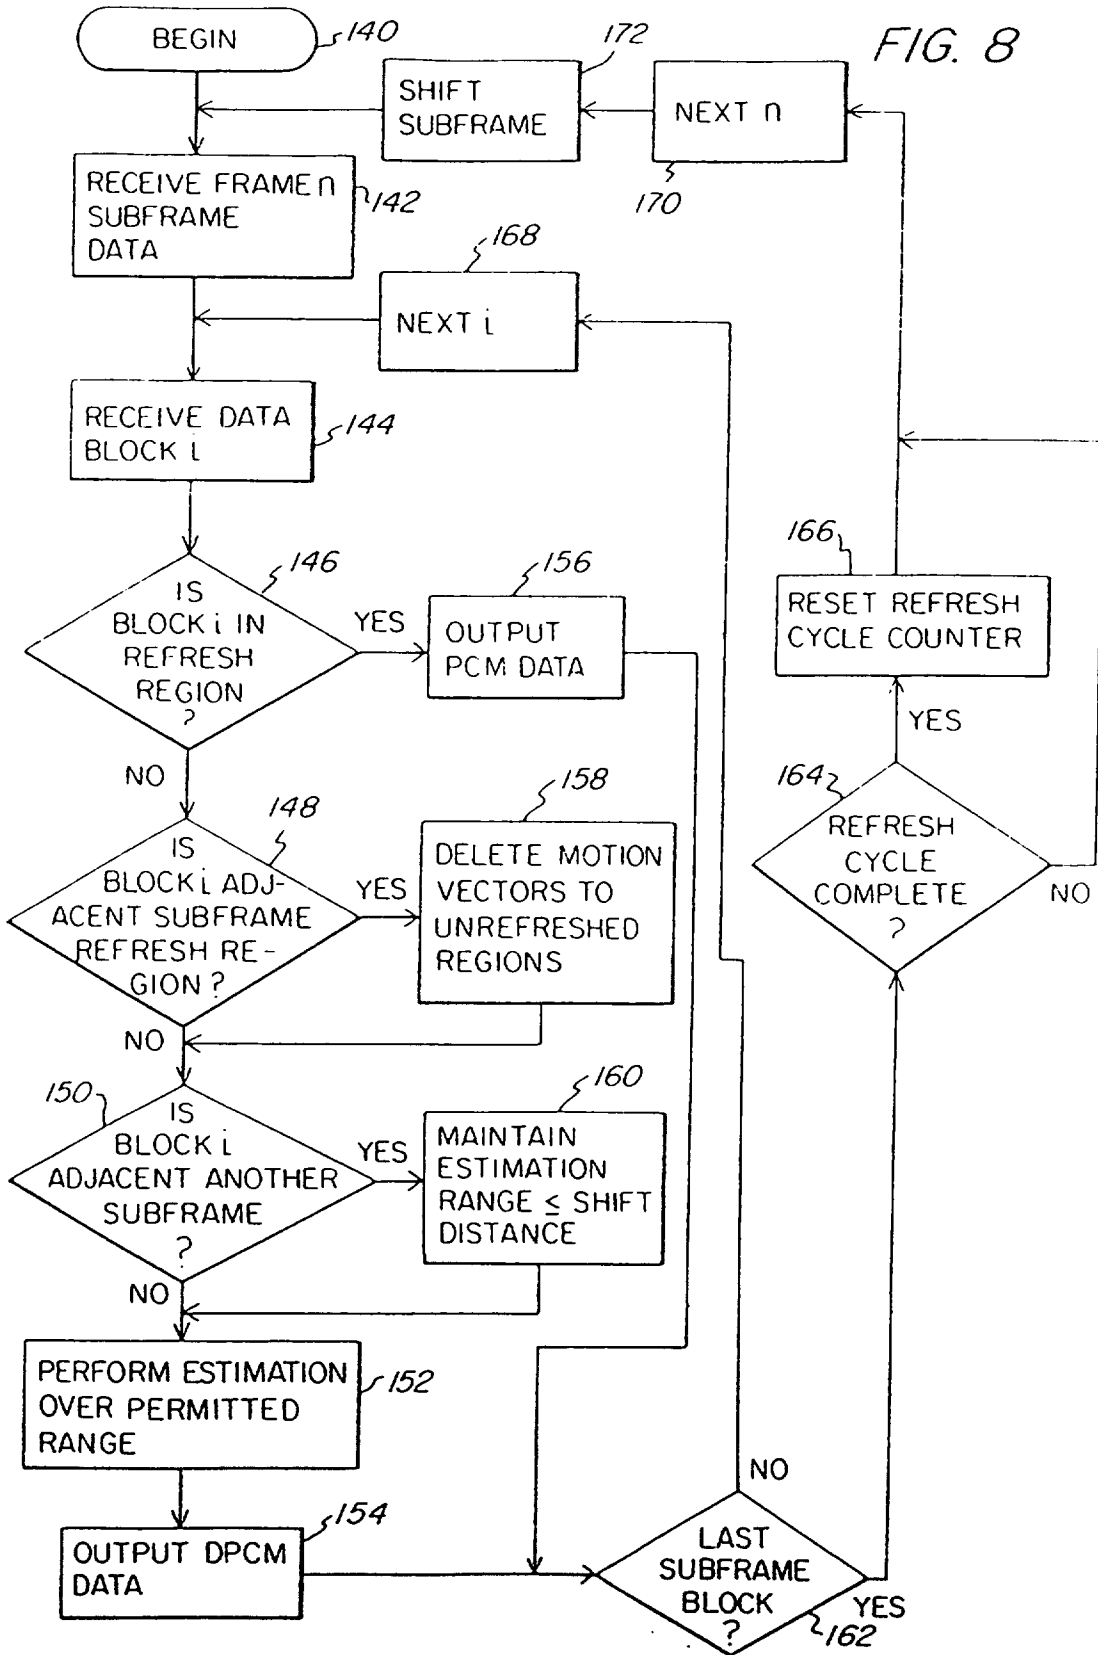 FIG. 8
BEGIN
140
SHIFT
SUBFRAME
172
NEXT n
170
RECEIVE FRAME n
SUBFRAME
DATA
142
NEXT i
168
RECEIVE DATA
BLOCK i
144
IS
BLOCK i IN
REFRESH
REGION
?
146
YES
NO
OUTPUT
PCM DATA
156
IS
BLOCK i ADJ-
ACENT SUBFRAME
REFRESH RE-
GION ?
148
YES
NO
DELETE MOTION
VECTORS TO
UNREFRESHED
REGIONS
158
IS
BLOCK i
ADJACENT ANOTHER
SUBFRAME
?
150
YES
NO
MAINTAIN
ESTIMATION
RANGE ≤ SHIFT
DISTANCE
160
PERFORM ESTIMATION
OVER PERMITTED
RANGE
152
OUTPUT DPCM
DATA
154
LAST
SUBFRAME
BLOCK
?
162
NO
YES
REFRESH
CYCLE
COMPLETE
?
164
YES
NO
RESET REFRESH
CYCLE COUNTER
166